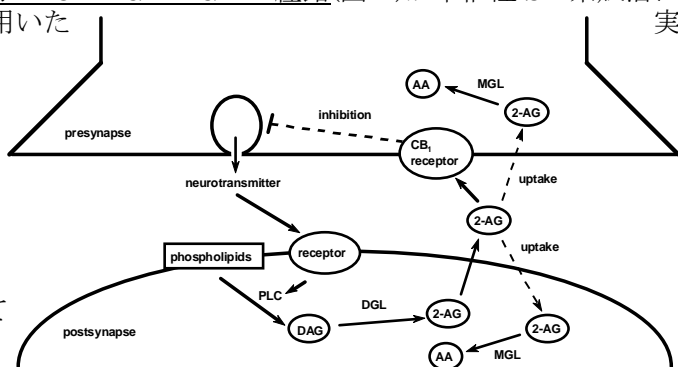 用いた
実
MGL
AA
2-AG
inhibition
presynapse
CB1
receptor
uptake
neurotransmitter
2-AG
uptake
phospholipids
receptor
PLC
DGL
2-AG
て
postsynapse
DAG
2-AG
AA
MGL